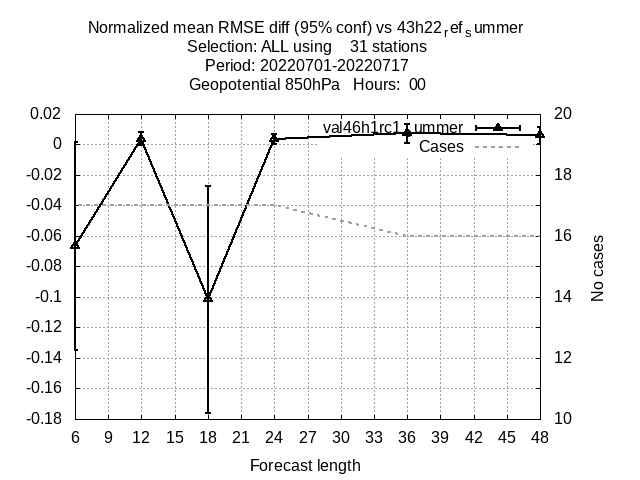 Normalized mean RMSE diff (95% conf) vs 43h22refsummer
Selection: ALL using 31 stations
Period: 20220701-20220717
Geopotential 850hPa Hours: 00
0.02
0
-0.02
-0.04
-0.06
-0.08
-0.1
-0.12
-0.14
-0.16
-0.18
val46h1rc1summer
Cases
20
18
16
14
12
10
No cases
6 9 12 15 18 21 24 27 30 33 36 39 42 45 48
Forecast length